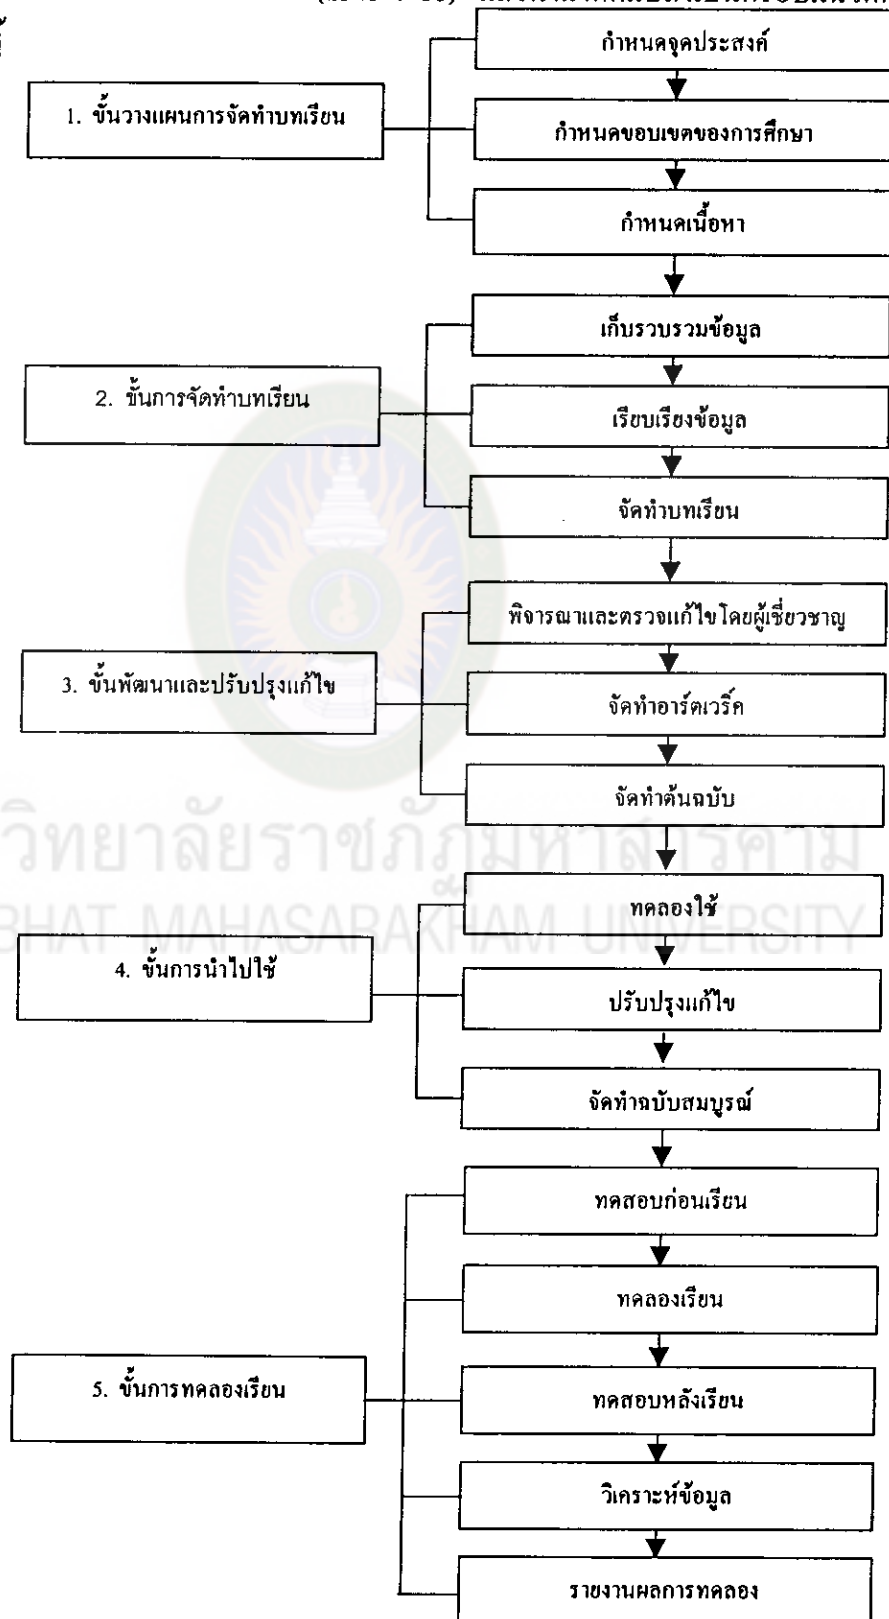 กำหนดจุดประสงค์
1. ขั้นวางแผนการจัดทำบทเรียน
กำหนดขอบเขตของการศึกษา
กำหนดเนื้อหา
เก็บรวบรวมข้อมูล
2. ขั้นการจัดทำบทเรียน
เรียบเรียงข้อมูล
จัดทำบทเรียน
พิจารณาและตรวจแก้ไขโดยผู้เชี่ยวชาญ
3. ขั้นพัฒนาและปรับปรุงแก้ไข
จัดทำอาร์ตเวริ์ค
จัดทำต้นฉบับ
วิทยาลัยราชภัฏมหาสารคาม
BHAT MAHASARAKHAM UNIVERSITY
ทดลองใช้
4. ขั้นการนำไปใช้
ปรับปรุงแก้ไข
จัดทำฉบับสมบูรณ์
ทดสอบก่อนเรียน
ทดลองเรียน
5. ขั้นการทดลองเรียน
ทดสอบหลังเรียน
วิเคราะห์ข้อมูล
รายงานผลการทดลอง